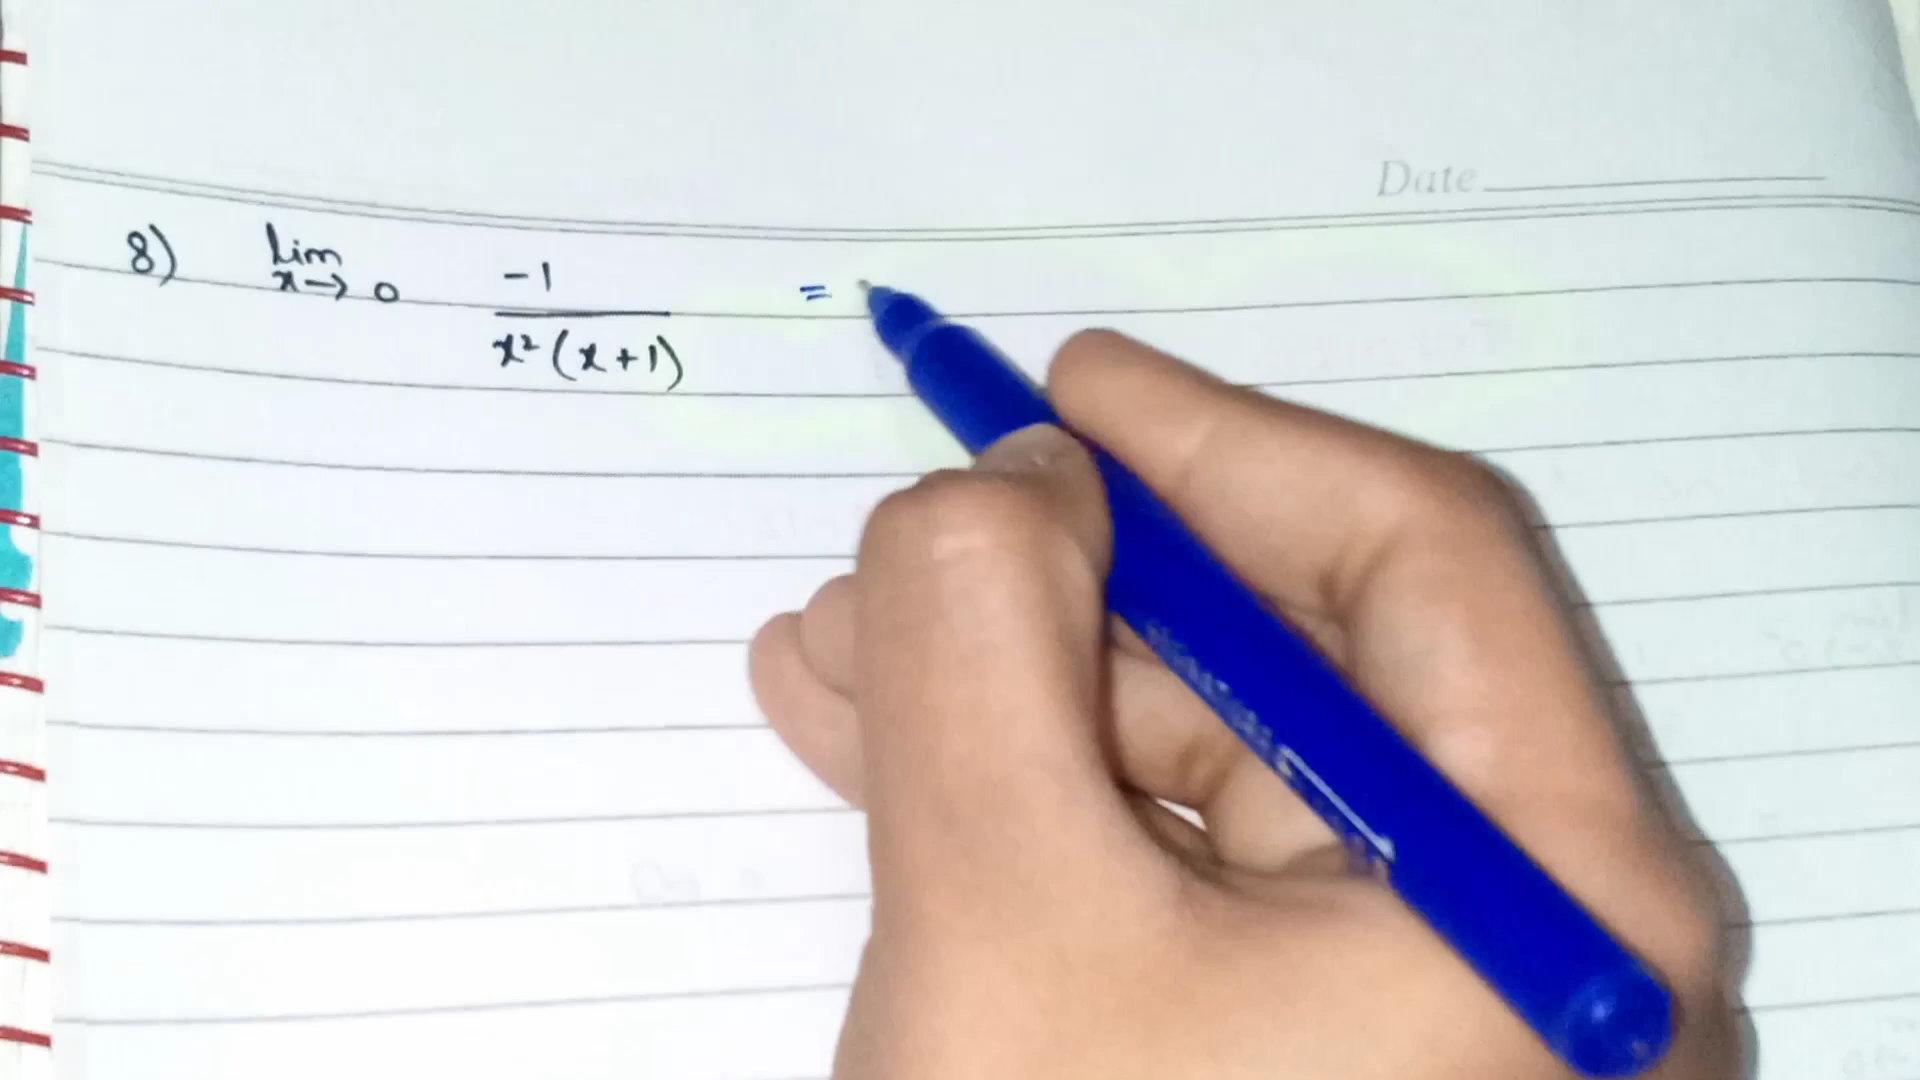 Date
8) lim x→0 -1/x²(x+1) =